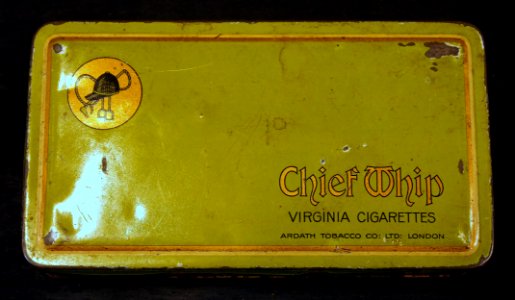 Chief Whip
VIRGINIA CIGARETTES
ARDATH TOBACCO CO: LTD: LONDON